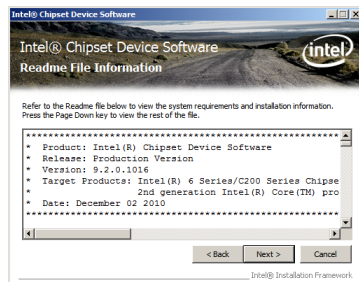 Intel® Chipset Device Software
Intel® Chipset Device Software
Readme File Information
intel
Refer to the Readme file below to view the system requirements and installation information.
Press the Page Down key to view the rest of the file.
****************************************************
* Product: Intel(R) Chipset Device Software
* Release: Production Version
* Version: 9.2.0.1016
* Target Products: Intel(R) 6 Series/C200 Series Chipse
* 2nd generation Intel(R) Core(TM) pro
* Date: December 02 2010
****************************************************
< Back Next > Cancel
Intel® Installation Framework